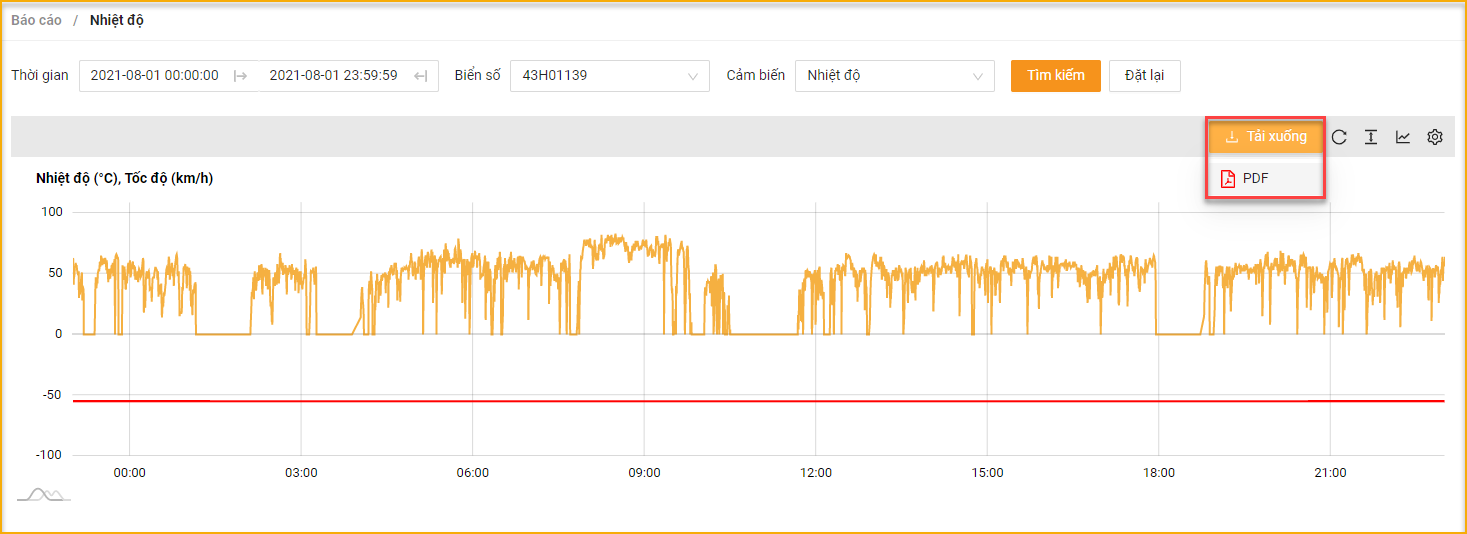 Báo cáo / Nhiệt độ
Thời gian 2021-08-01 00:00:00 2021-08-01 23:59:59 Biển số 43H01139 Cảm biến Nhiệt độ Tìm kiếm Đặt lại
Tải xuống
PDF
Nhiệt độ (°C), Tốc độ (km/h)
100
50
0
-50
-100
00:00 03:00 06:00 09:00 12:00 15:00 18:00 21:00